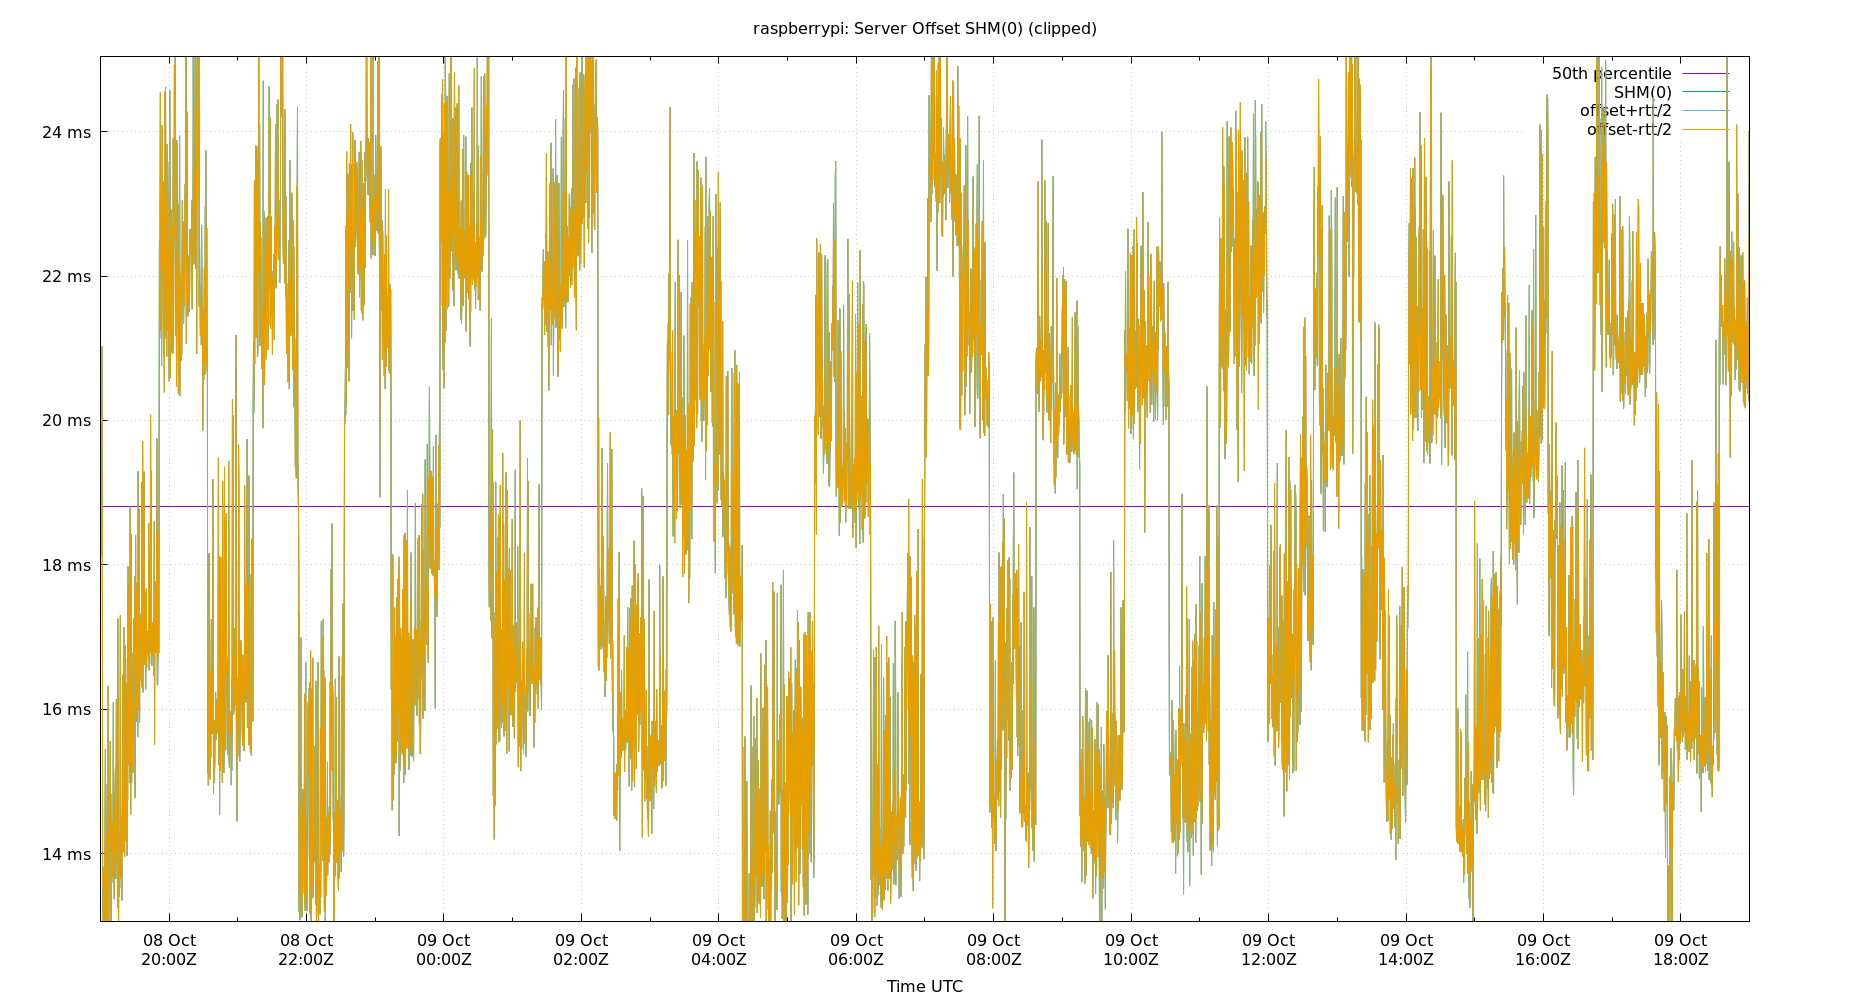 raspberrypi: Server Offset SHM(0) (clipped)
50th percentile
SHM(0)
offset+rtt/2
offset-rtt/2
24 ms
22 ms
20 ms
18 ms
16 ms
14 ms
08 Oct 08 Oct 09 Oct 09 Oct 09 Oct 09 Oct 09 Oct 09 Oct 09 Oct 09 Oct 09 Oct 09 Oct
20:00Z 22:00Z 00:00Z 02:00Z 04:00Z 06:00Z 08:00Z 10:00Z 12:00Z 14:00Z 16:00Z 18:00Z
Time UTC